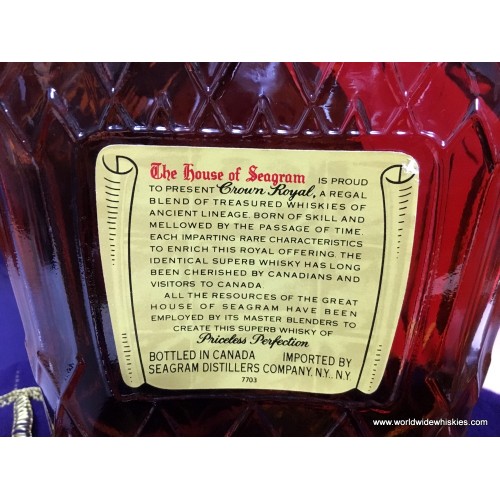 The House of Seagram IS PROUD
TO PRESENT Crown Royal, A REGAL
BLEND OF TREASURED WHISKIES OF
ANCIENT LINEAGE. BORN OF SKILL AND
MELLOWED BY THE PASSAGE OF TIME.
EACH IMPARTING RARE CHARACTERISTICS
TO ENRICH THIS ROYAL OFFERING. THE
IDENTICAL SUPERB WHISKY HAS LONG
BEEN CHERISHED BY CANADIANS AND
VISITORS TO CANADA.
ALL THE RESOURCES OF THE GREAT
HOUSE OF SEAGRAM HAVE BEEN
EMPLOYED BY ITS MASTER BLENDERS TO
CREATE THIS SUPERB WHISKY OF
Priceless Perfection
BOTTLED IN CANADA IMPORTED BY
SEAGRAM DISTILLERS COMPANY, N.Y., N.Y
7703
www.worldwidewhiskies.com